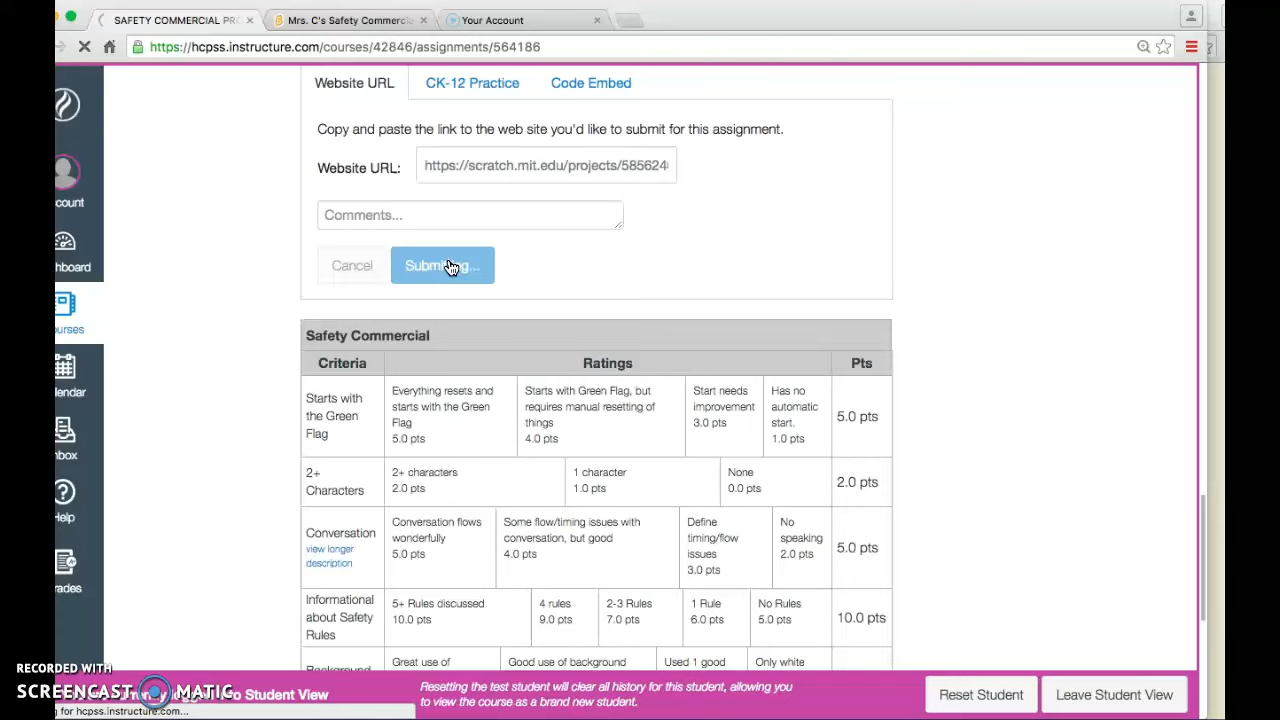 SAFETY COMMERCIAL PR
Mrs. C's Safety Commercia
Your Account
https://hcpss.instructure.com/courses/42846/assignments/564186
Website URL
CK-12 Practice
Code Embed
Copy and paste the link to the web site you'd like to submit for this assignment.
Website URL:
https://scratch.mit.edu/projects/585624
Comments...
Cancel
ount
hboard
urses
lendar
box
Help
rades
Safety Commercial
Criteria
Ratings
Pts
Starts with
the Green
Flag
Everything resets and
starts with the Green
Flag
5.0 pts
Starts with Green Flag, but
requires manual resetting of
things
4.0 pts
Start needs
improvement
3.0 pts
Has no
automatic
start.
1.0 pts
5.0 pts
2+
Characters
2+ characters
2.0 pts
1 character
1.0 pts
None
0.0 pts
2.0 pts
Conversation
view longer
description
Conversation flows
wonderfully
5.0 pts
Some flow/timing issues with
conversation, but good
4.0 pts
Define
timing/flow
issues
3.0 pts
No
speaking
2.0 pts
5.0 pts
Informational
about Safety
Rules
5+ Rules discussed
10.0 pts
4 rules
9.0 pts
2-3 Rules
7.0 pts
1 Rule
6.0 pts
No Rules
5.0 pts
10.0 pts
Great use of
Good use of background
Used 1 good
Only white
RECORDED WITH
SCREENCAST MATIC
o Student View
g for hcpss.instructure.com...
Resetting the test student will clear all history for this student, allowing you
to view the course as a brand new student.
Reset Student
Leave Student View